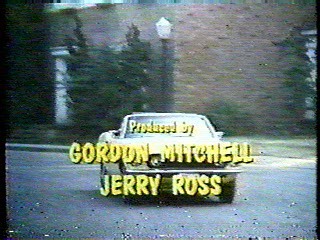 Produced by
GORDON MITCHELL
JERRY ROSS